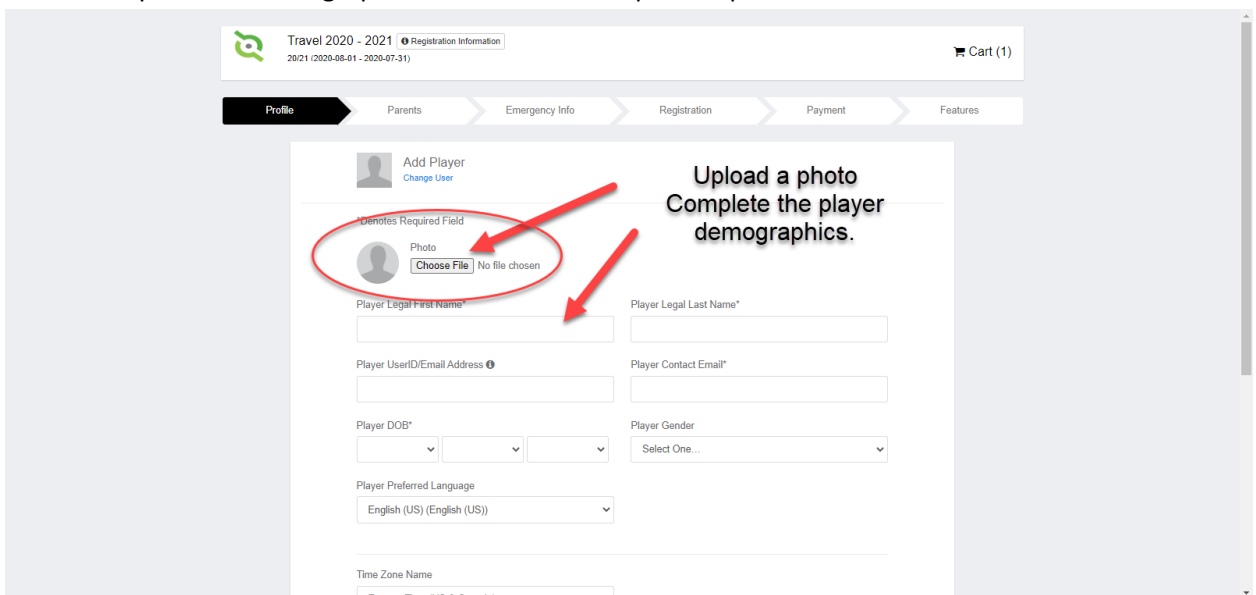 Travel 2020 - 2021 Registration Information
20/21 (2020-08-01 - 2020-07-31)
Cart (1)
Profile Parents Emergency Info Registration Payment Features
Add Player
Change User
Upload a photo
Complete the player
demographics.
*Denotes Required Field
Photo
Choose File No file chosen
Player Legal First Name* Player Legal Last Name*
Player UserID/Email Address Player Contact Email*
Player DOB* Player Gender
Select One...
Player Preferred Language
English (US) (English (US))
Time Zone Name